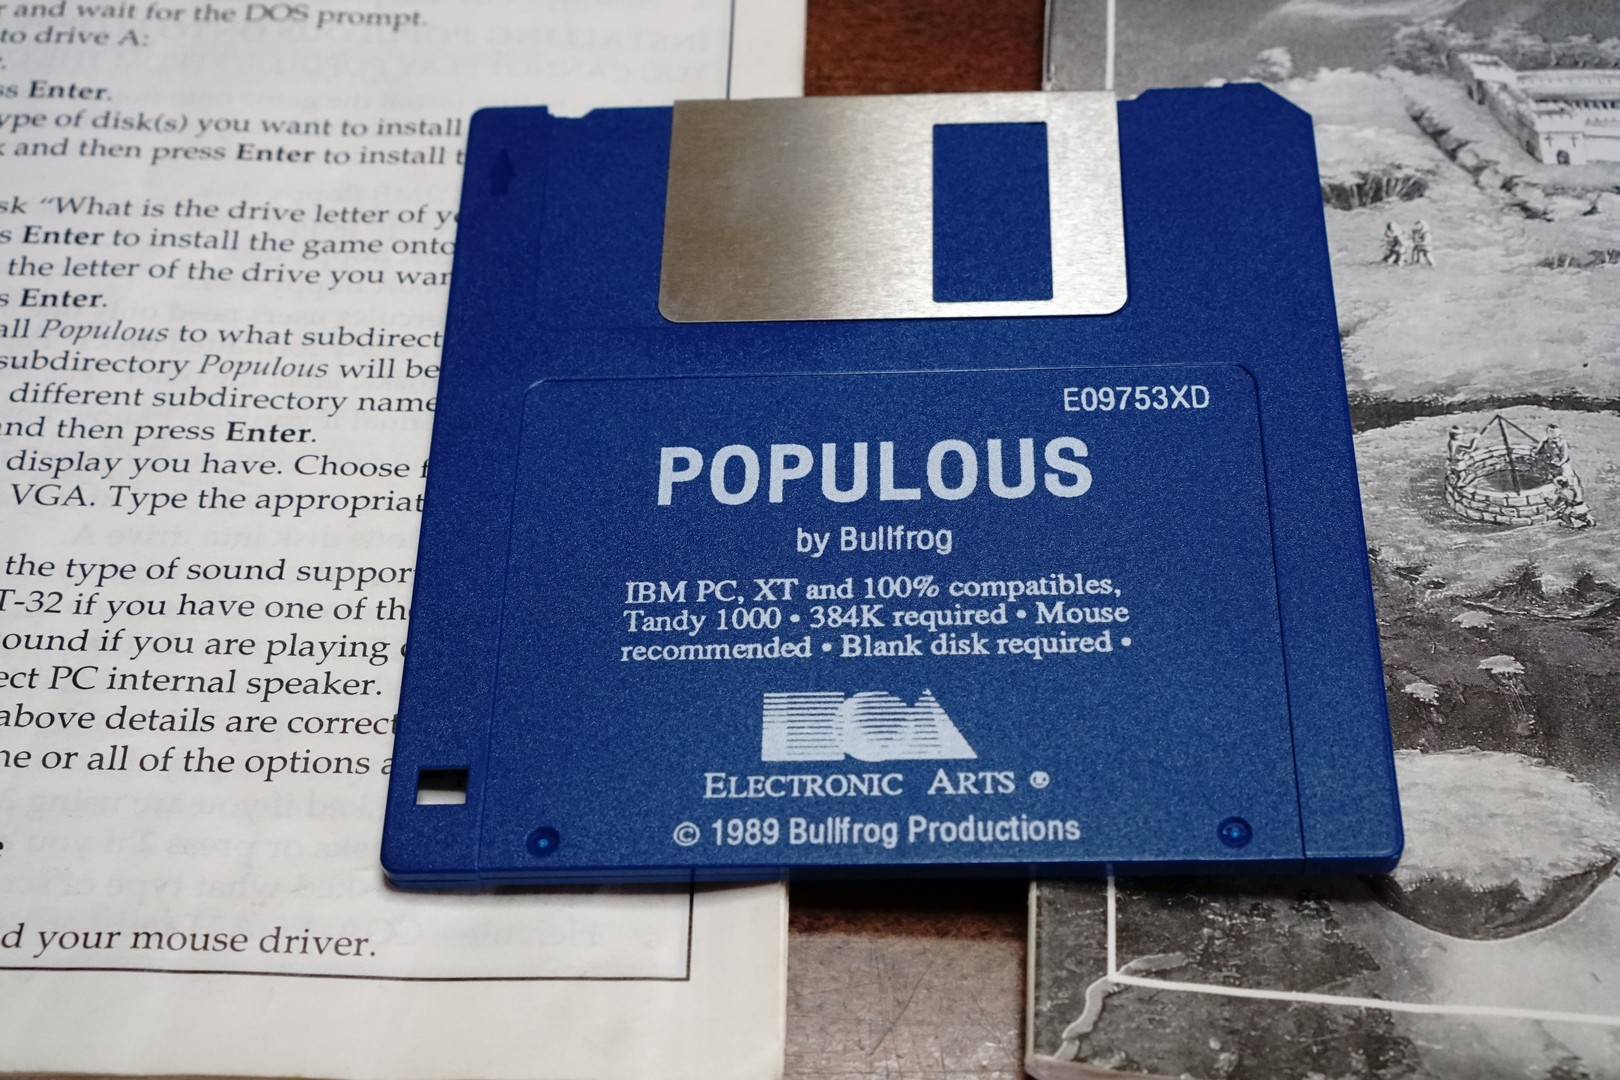 r and wait for the DOS prompt.
to drive A:
ss Enter.
ype of disk(s) you want to install
k and then press Enter to install t
sk “What is the drive letter of y
s Enter to install the game onto
the letter of the drive you wan
s Enter.
all Populous to what subdirect
subdirectory Populous will be
different subdirectory name
and then press Enter.
display you have. Choose f
VGA. Type the appropriat
the type of sound suppor
T-32 if you have one of th
ound if you are playing
ect PC internal speaker.
above details are correct
ne or all of the options a
d your mouse driver.
E09753XD
POPULOUS
by Bullfrog
IBM PC, XT and 100% compatibles,
Tandy 1000 • 384K required • Mouse
recommended • Blank disk required •
EA
ELECTRONIC ARTS ®
© 1989 Bullfrog Productions